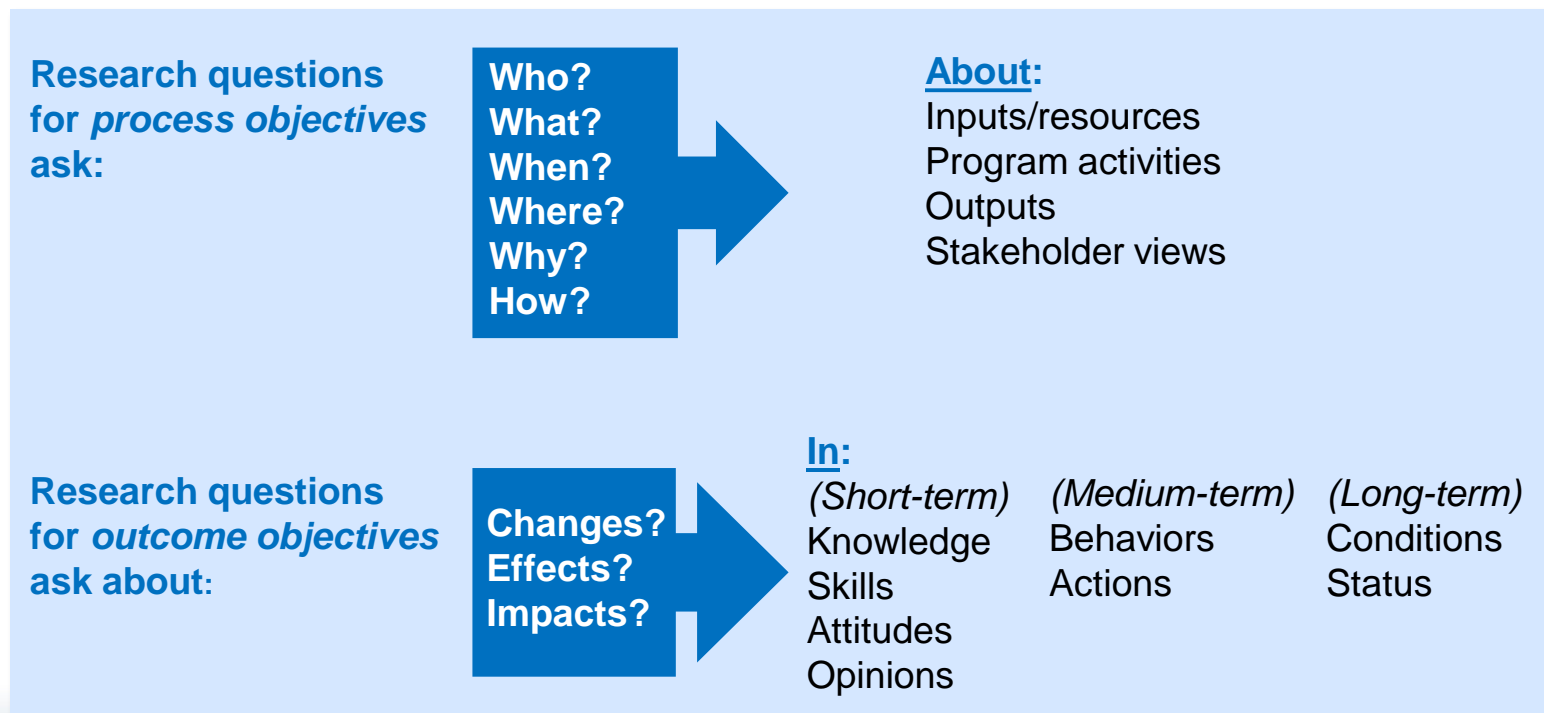 Research questions
for process objectives
ask:
Who?
What?
When?
Where?
Why?
How?
About:
Inputs/resources
Program activities
Outputs
Stakeholder views
Research questions
for outcome objectives
ask about:
Changes?
Effects?
Impacts?
In:
(Short-term)
Knowledge
Skills
Attitudes
Opinions
(Medium-term)
Behaviors
Actions
(Long-term)
Conditions
Status